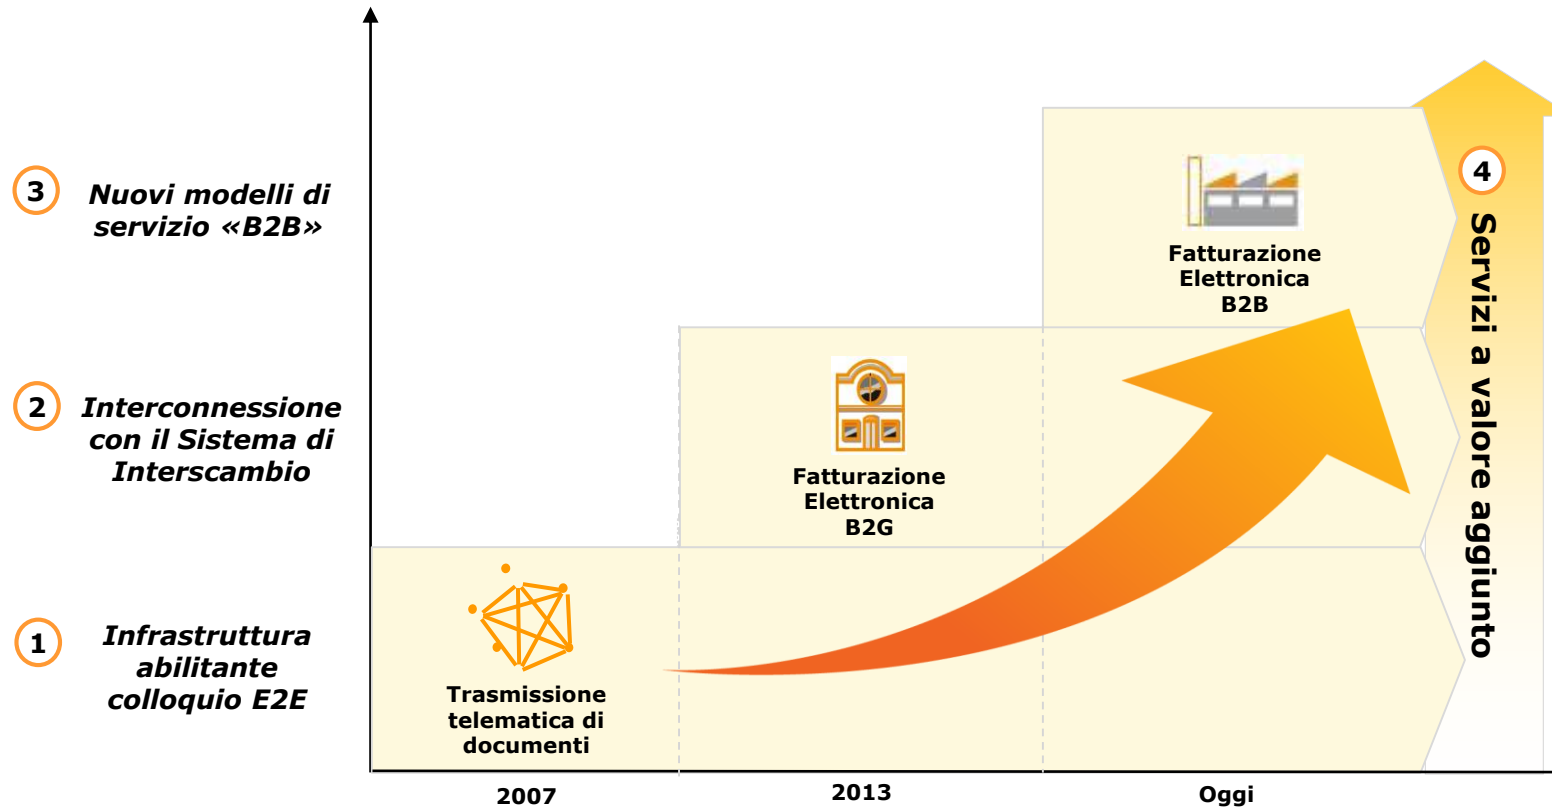 3
Nuovi modelli di
servizio «B2B»
Fatturazione
Elettronica
B2B
4
Servizi a valore aggiunto
2
Interconnessione
con il Sistema di
Interscambio
Fatturazione
Elettronica
B2G
1
Infrastruttura
abilitante
colloquio E2E
Trasmissione
telematica di
documenti
2007
2013
Oggi